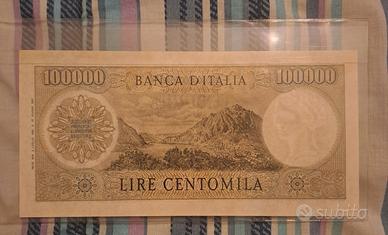 100000 BANCA D'ITALIA 100000
LIRE CENTOMILA
subito